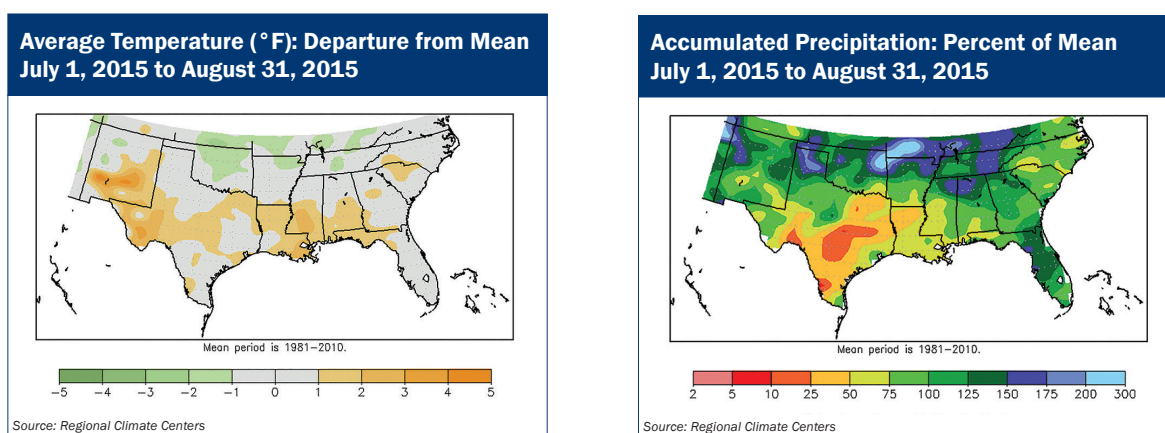 Average Temperature (°F): Departure from Mean
July 1, 2015 to August 31, 2015
Mean period is 1981–2010.
−5 −4 −3 −2 −1 0 1 2 3 4 5
Source: Regional Climate Centers
Accumulated Precipitation: Percent of Mean
July 1, 2015 to August 31, 2015
Mean period is 1981–2010.
2 5 10 25 50 75 100 125 150 175 200 300
Source: Regional Climate Centers